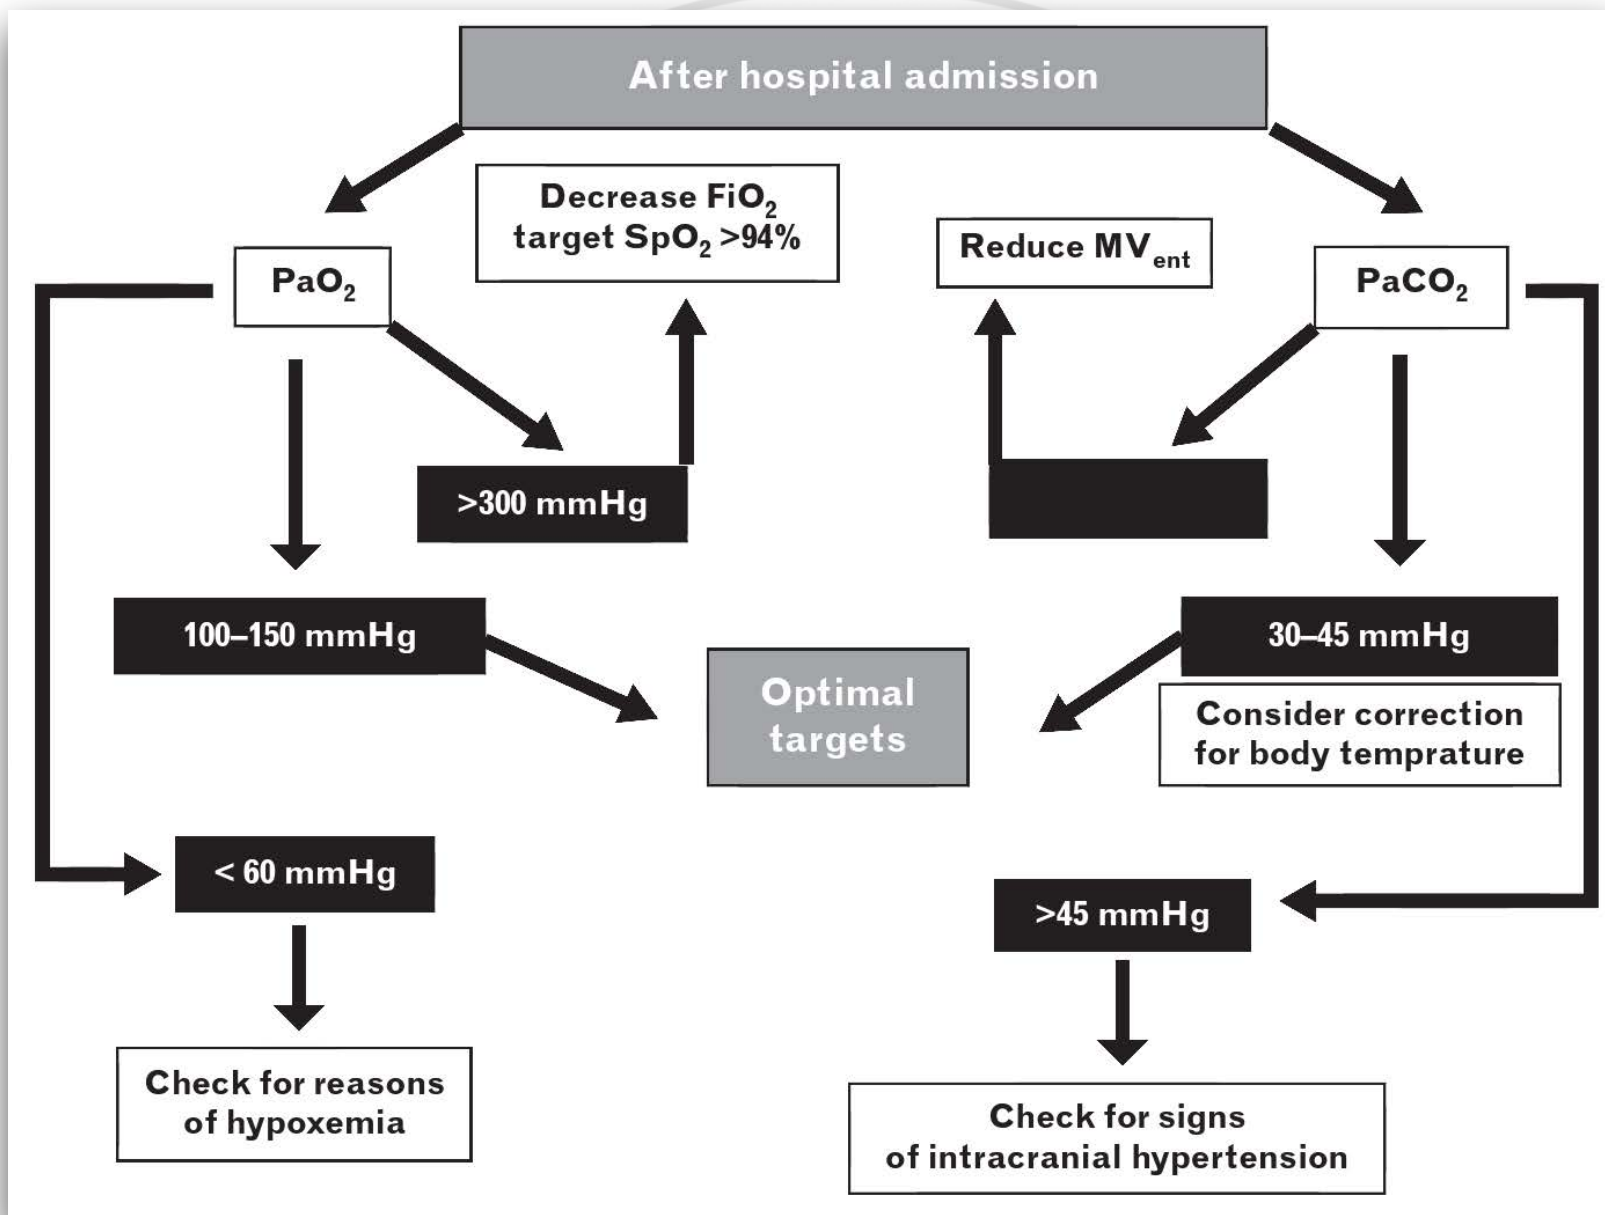 After hospital admission
Decrease FiO₂
target SpO₂ >94%
Reduce MVent
PaO₂
PaCO₂
>300 mmHg
100–150 mmHg
30–45 mmHg
Optimal
targets
Consider correction
for body temprature
< 60 mmHg
>45 mmHg
Check for reasons
of hypoxemia
Check for signs
of intracranial hypertension